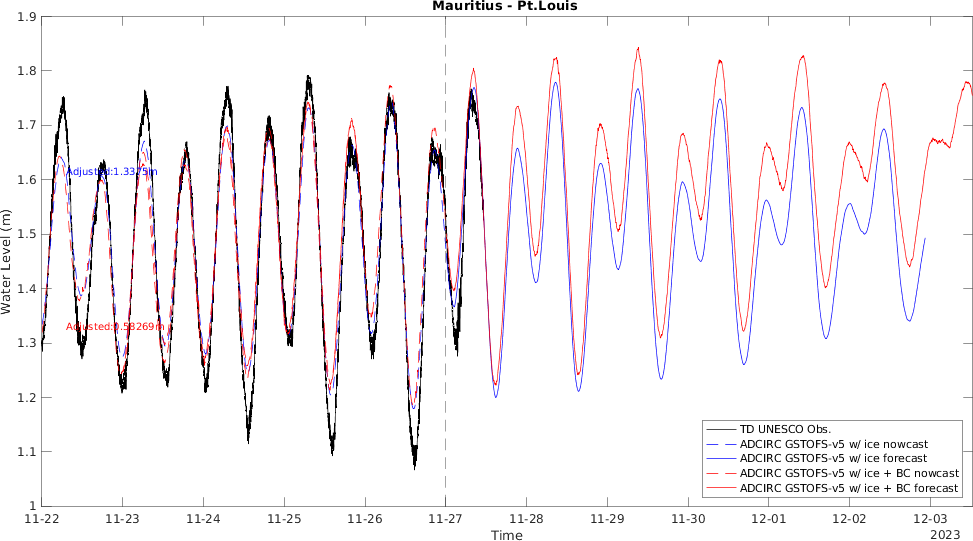 Mauritius - Pt.Louis
1.9
1.8
1.7
1.6
1.5
1.4
1.3
1.2
1.1
1
Water Level (m)
Adjusted:1.3375m
Adjusted:0.58269m
TD UNESCO Obs.
ADCIRC GSTOFS-v5 w/ ice nowcast
ADCIRC GSTOFS-v5 w/ ice forecast
ADCIRC GSTOFS-v5 w/ ice + BC nowcast
ADCIRC GSTOFS-v5 w/ ice + BC forecast
11-22 11-23 11-24 11-25 11-26 11-27 11-28 11-29 11-30 12-01 12-02 12-03
Time
2023